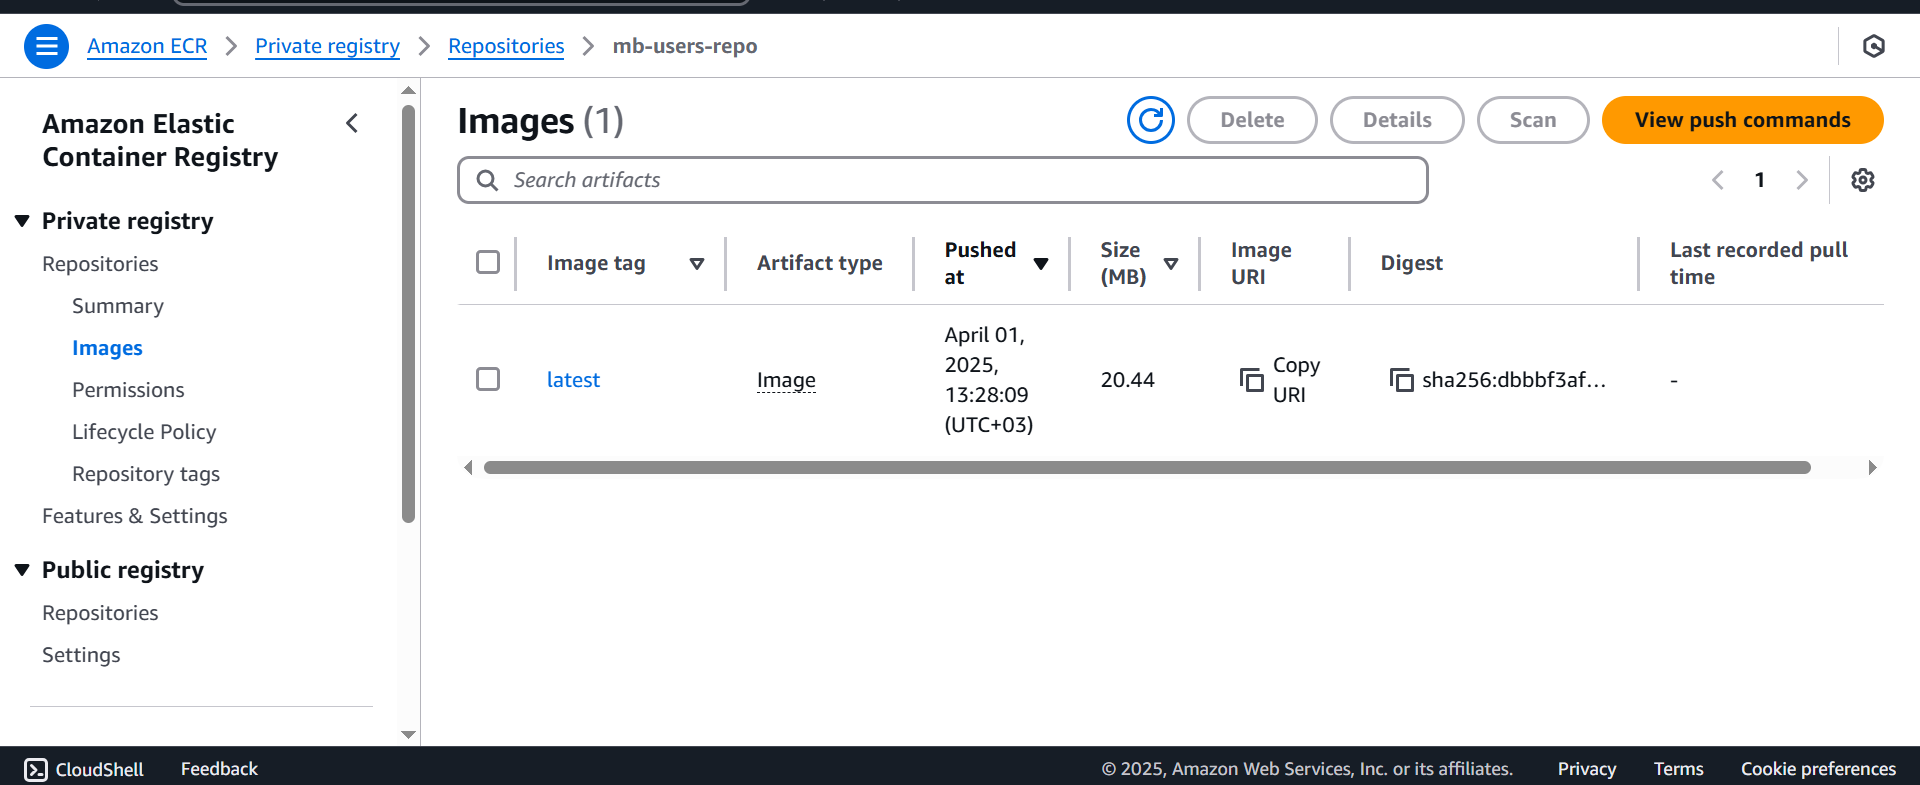 Amazon ECR
Private registry
Repositories
mb-users-repo
Amazon Elastic
Container Registry
Private registry
Repositories
Summary
Images
Permissions
Lifecycle Policy
Repository tags
Features & Settings
Public registry
Repositories
Settings
Images (1)
Delete
Details
Scan
View push commands
Search artifacts
1
Image tag
Artifact type
Pushed
at
Size
(MB)
Image
URI
Digest
Last recorded pull
time
latest
Image
April 01,
2025,
13:28:09
(UTC+03)
20.44
Copy
URI
sha256:dbbbf3af...
-
CloudShell
Feedback
© 2025, Amazon Web Services, Inc. or its affiliates.
Privacy
Terms
Cookie preferences